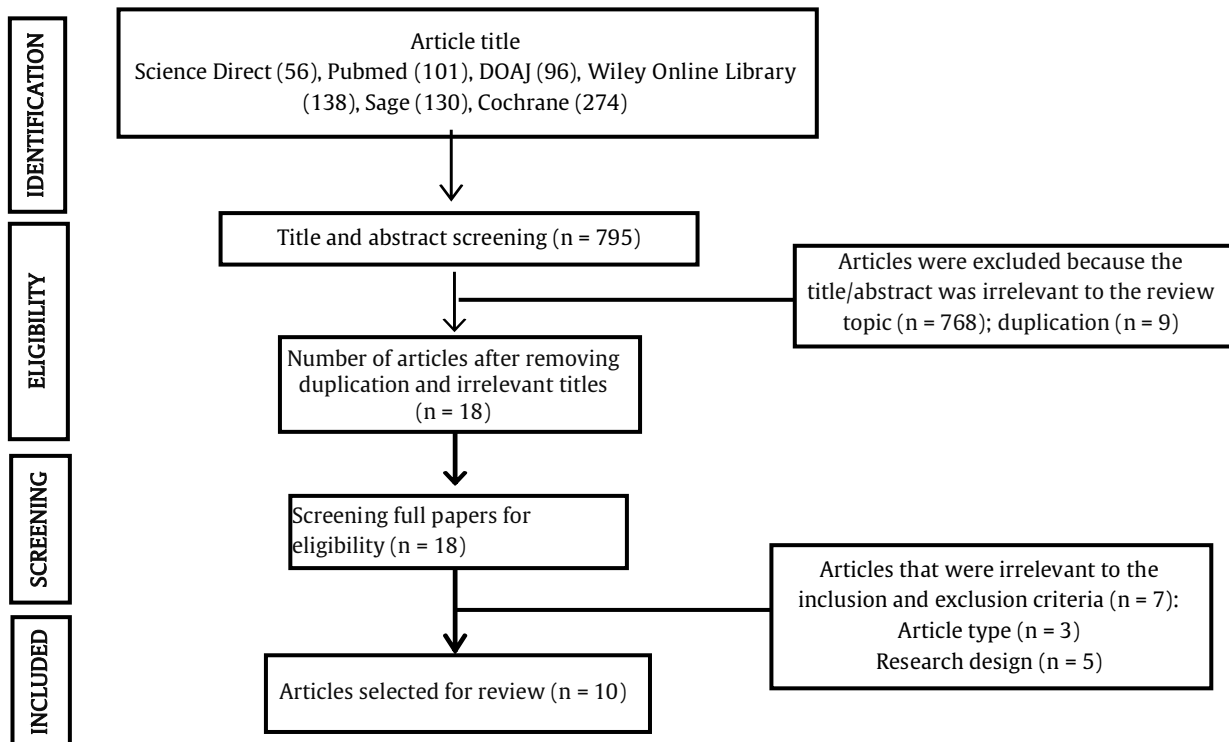 IDENTIFICATION
Article title
Science Direct (56), Pubmed (101), DOAJ (96), Wiley Online Library
(138), Sage (130), Cochrane (274)
ELIGIBILITY
Title and abstract screening (n = 795)
Articles were excluded because the
title/abstract was irrelevant to the review
topic (n = 768); duplication (n = 9)
Number of articles after removing
duplication and irrelevant titles
(n = 18)
SCREENING
Screening full papers for
eligibility (n = 18)
Articles that were irrelevant to the
inclusion and exclusion criteria (n = 7):
Article type (n = 3)
Research design (n = 5)
INCLUDED
Articles selected for review (n = 10)